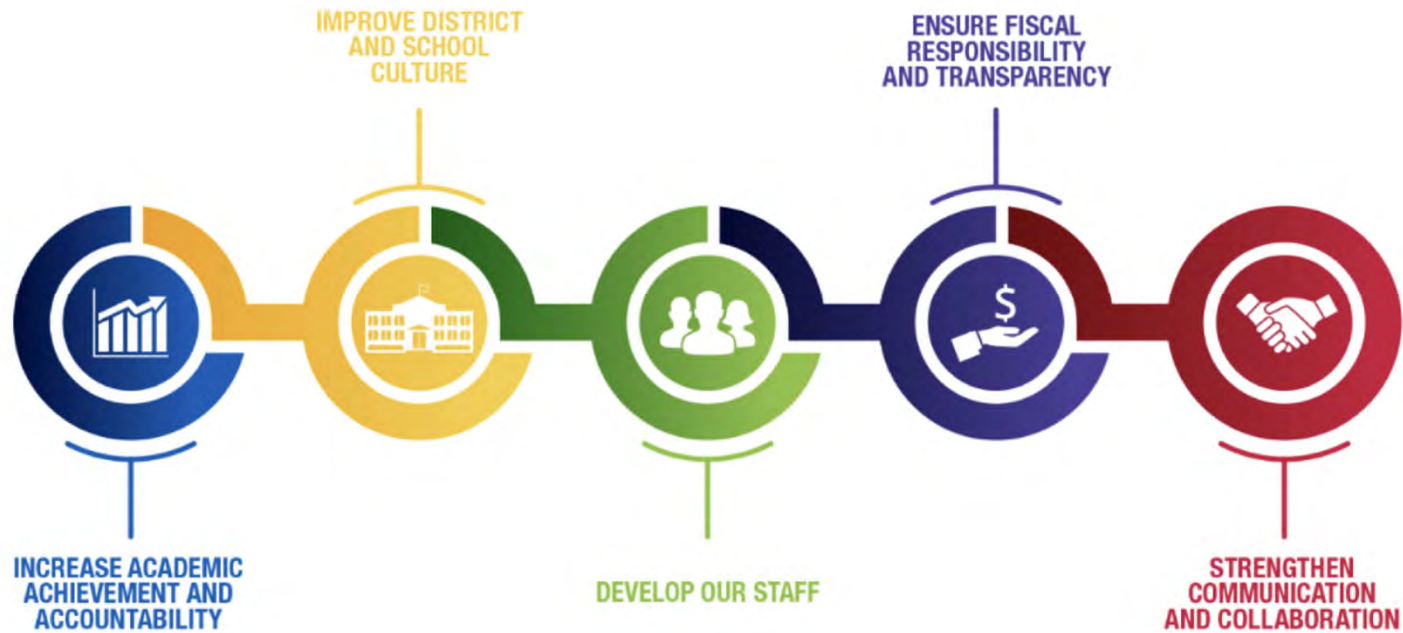 IMPROVE DISTRICT
AND SCHOOL
CULTURE
ENSURE FISCAL
RESPONSIBILITY
AND TRANSPARENCY
$
INCREASE ACADEMIC
ACHIEVEMENT AND
ACCOUNTABILITY
DEVELOP OUR STAFF
STRENGTHEN
COMMUNICATION
AND COLLABORATION